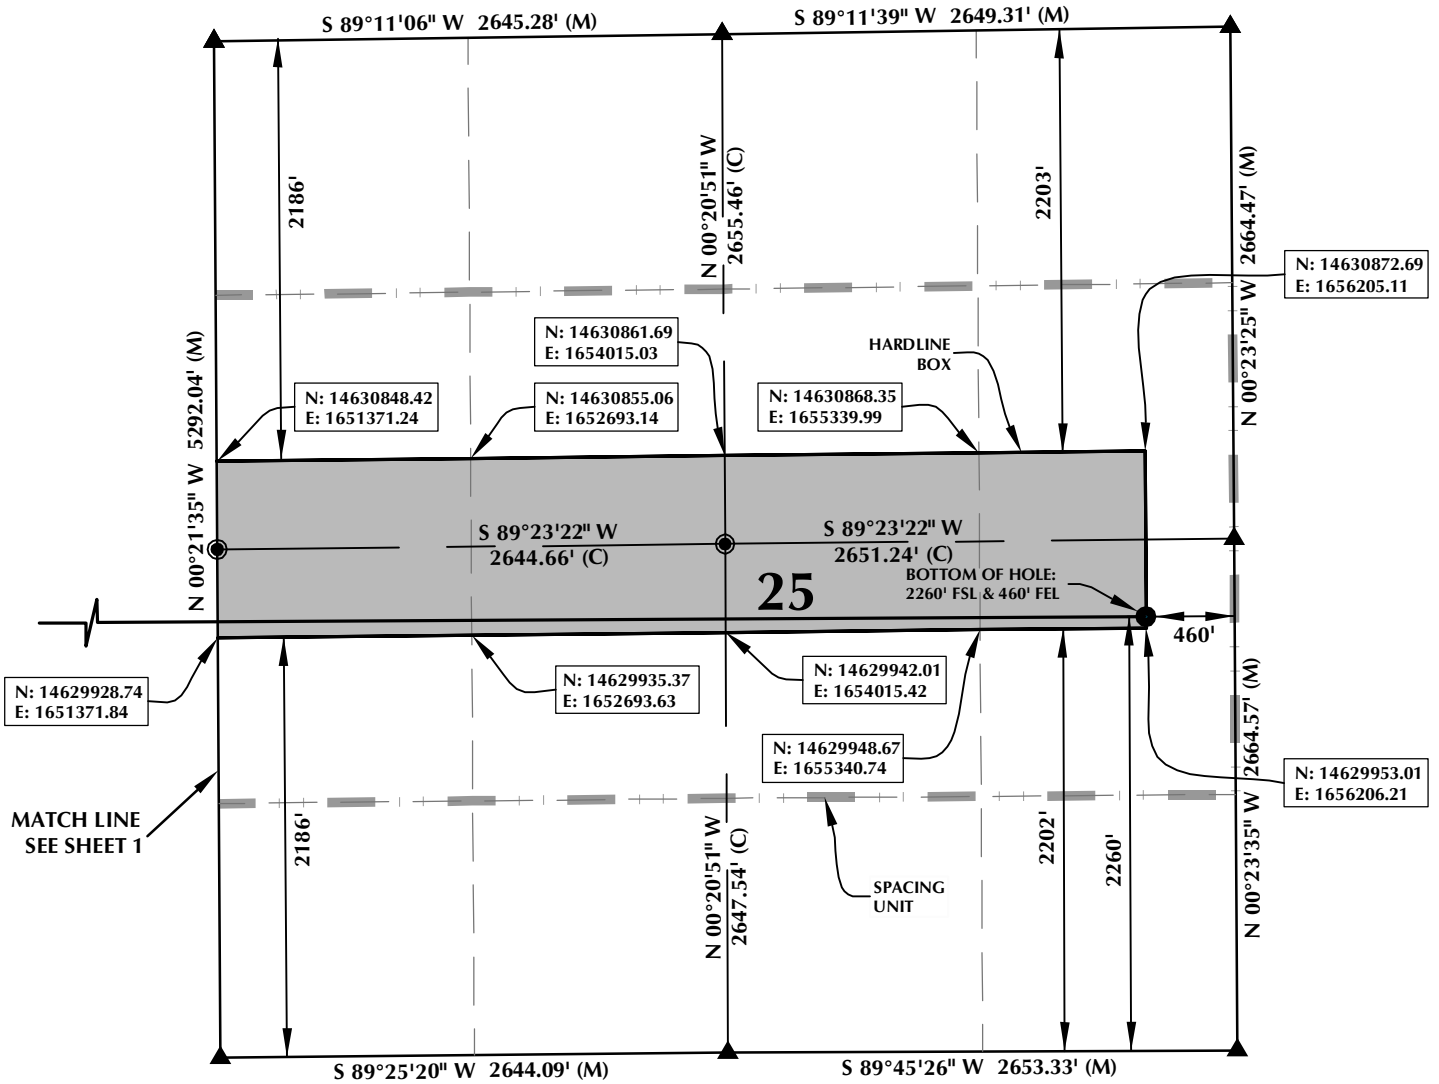 S 89°11'06" W 2645.28' (M)
S 89°11'39" W 2649.31' (M)
2186'
N 00°20'51" W
2655.46' (C)
2203'
N 00°23'25" W 2664.47' (M)
N: 14630872.69
E: 1656205.11
N: 14630861.69
E: 1654015.03
HARDLINE
BOX
N: 14630848.42
E: 1651371.24
N: 14630855.06
E: 1652693.14
N: 14630868.35
E: 1655339.99
N 00°21'35" W 5292.04' (M)
S 89°23'22" W
2644.66' (C)
S 89°23'22" W
2651.24' (C)
25
BOTTOM OF HOLE:
2260' FSL & 460' FEL
460'
N: 14629928.74
E: 1651371.84
N: 14629935.37
E: 1652693.63
N: 14629942.01
E: 1654015.42
N: 14629948.67
E: 1655340.74
N: 14629953.01
E: 1656206.21
MATCH LINE
SEE SHEET 1
2186'
N 00°20'51" W
2647.54' (C)
SPACING
UNIT
2202'
2260'
N 00°23'35" W 2664.57' (M)
S 89°25'20" W 2644.09' (M)
S 89°45'26" W 2653.33' (M)